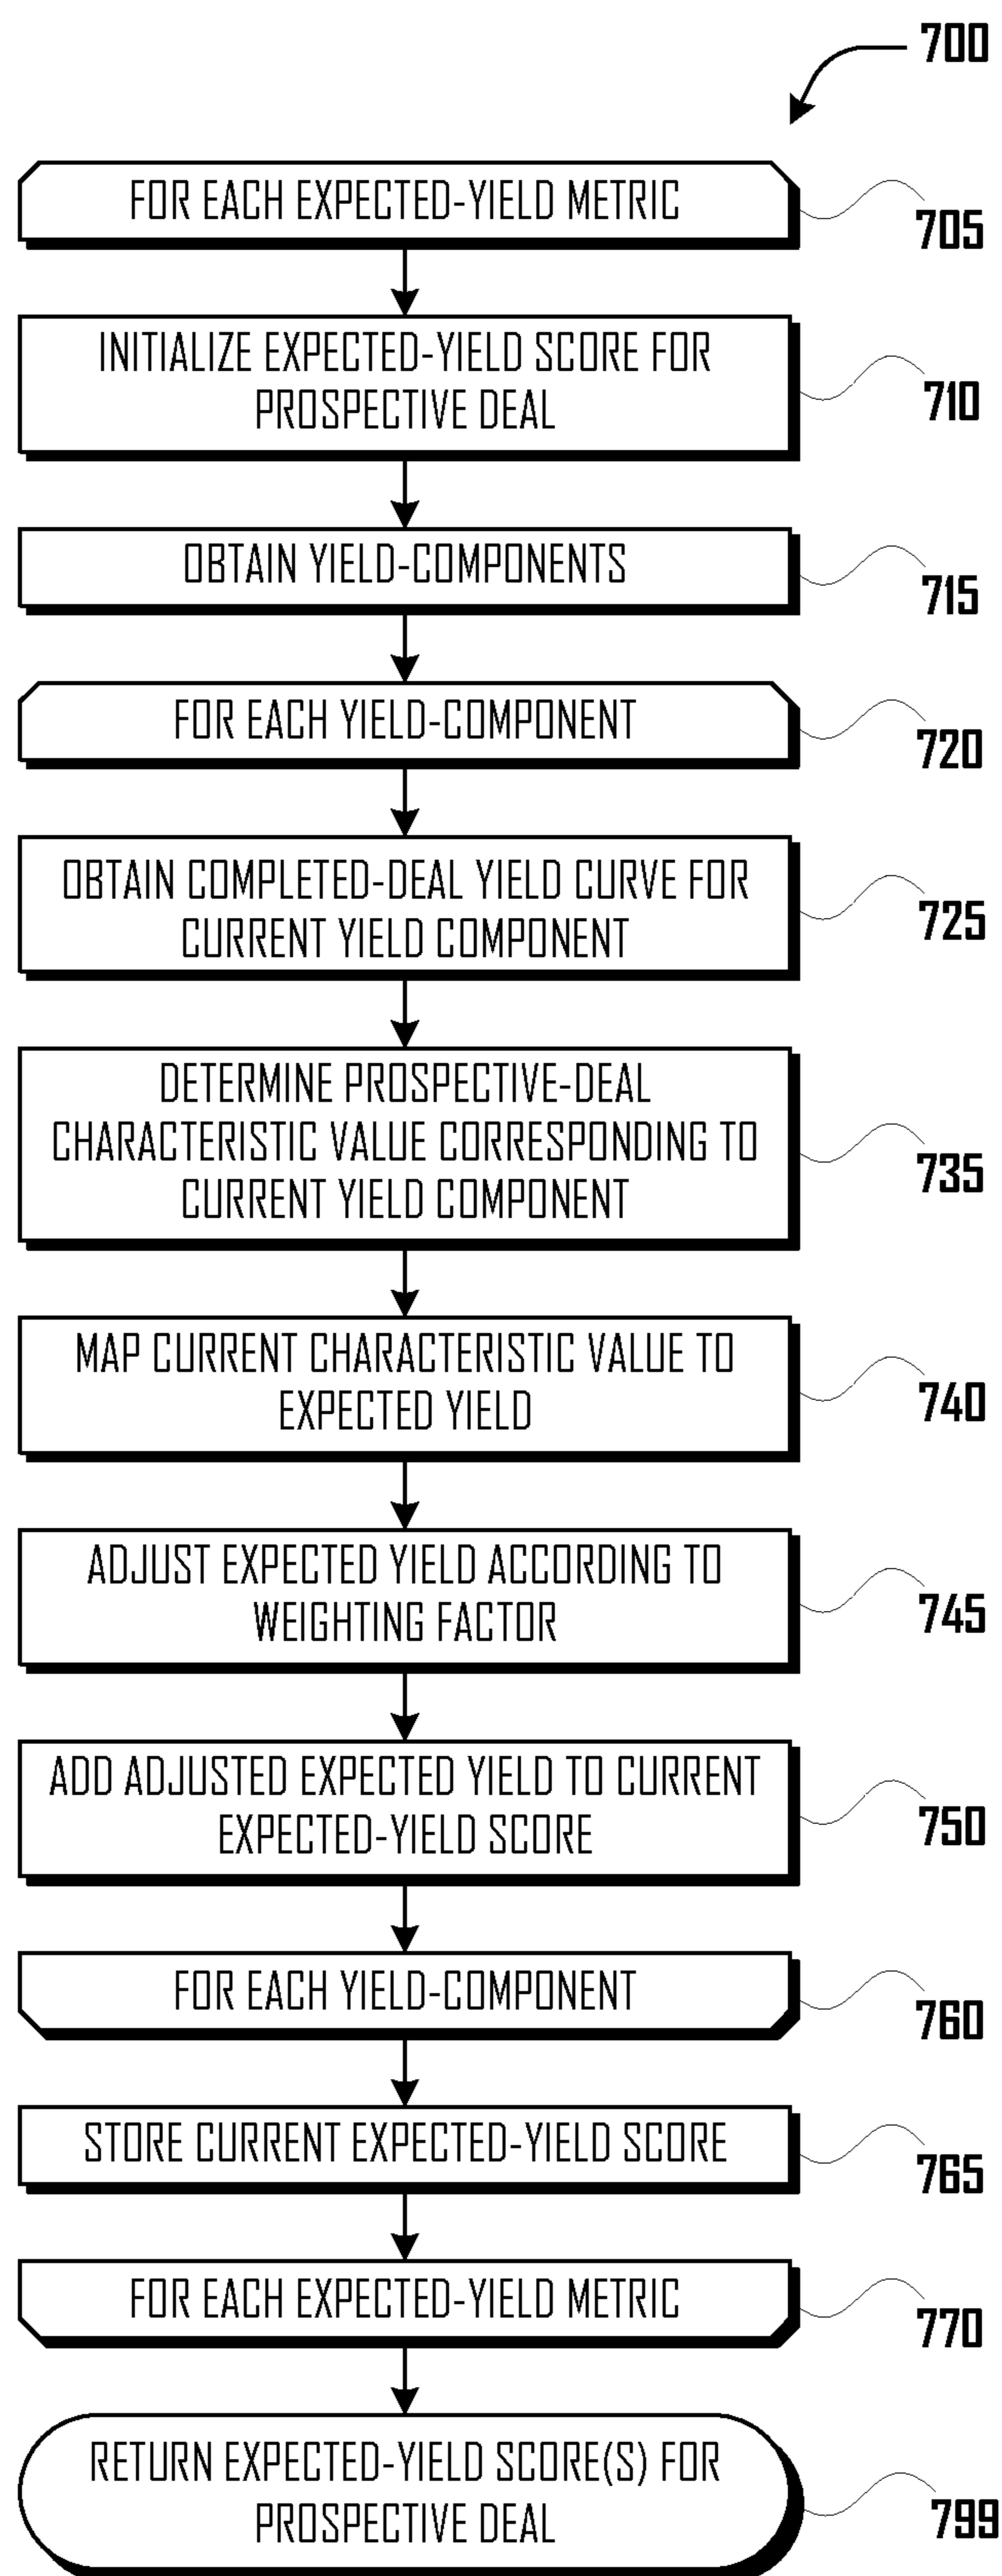 700
FOR EACH EXPECTED-YIELD METRIC
705
INITIALIZE EXPECTED-YIELD SCORE FOR
PROSPECTIVE DEAL
710
OBTAIN YIELD-COMPONENTS
715
FOR EACH YIELD-COMPONENT
720
OBTAIN COMPLETED-DEAL YIELD CURVE FOR
CURRENT YIELD COMPONENT
725
DETERMINE PROSPECTIVE-DEAL
CHARACTERISTIC VALUE CORRESPONDING TO
CURRENT YIELD COMPONENT
735
MAP CURRENT CHARACTERISTIC VALUE TO
EXPECTED YIELD
740
ADJUST EXPECTED YIELD ACCORDING TO
WEIGHTING FACTOR
745
ADD ADJUSTED EXPECTED YIELD TO CURRENT
EXPECTED-YIELD SCORE
750
FOR EACH YIELD-COMPONENT
760
STORE CURRENT EXPECTED-YIELD SCORE
765
FOR EACH EXPECTED-YIELD METRIC
770
RETURN EXPECTED-YIELD SCORE(S) FOR
PROSPECTIVE DEAL
799